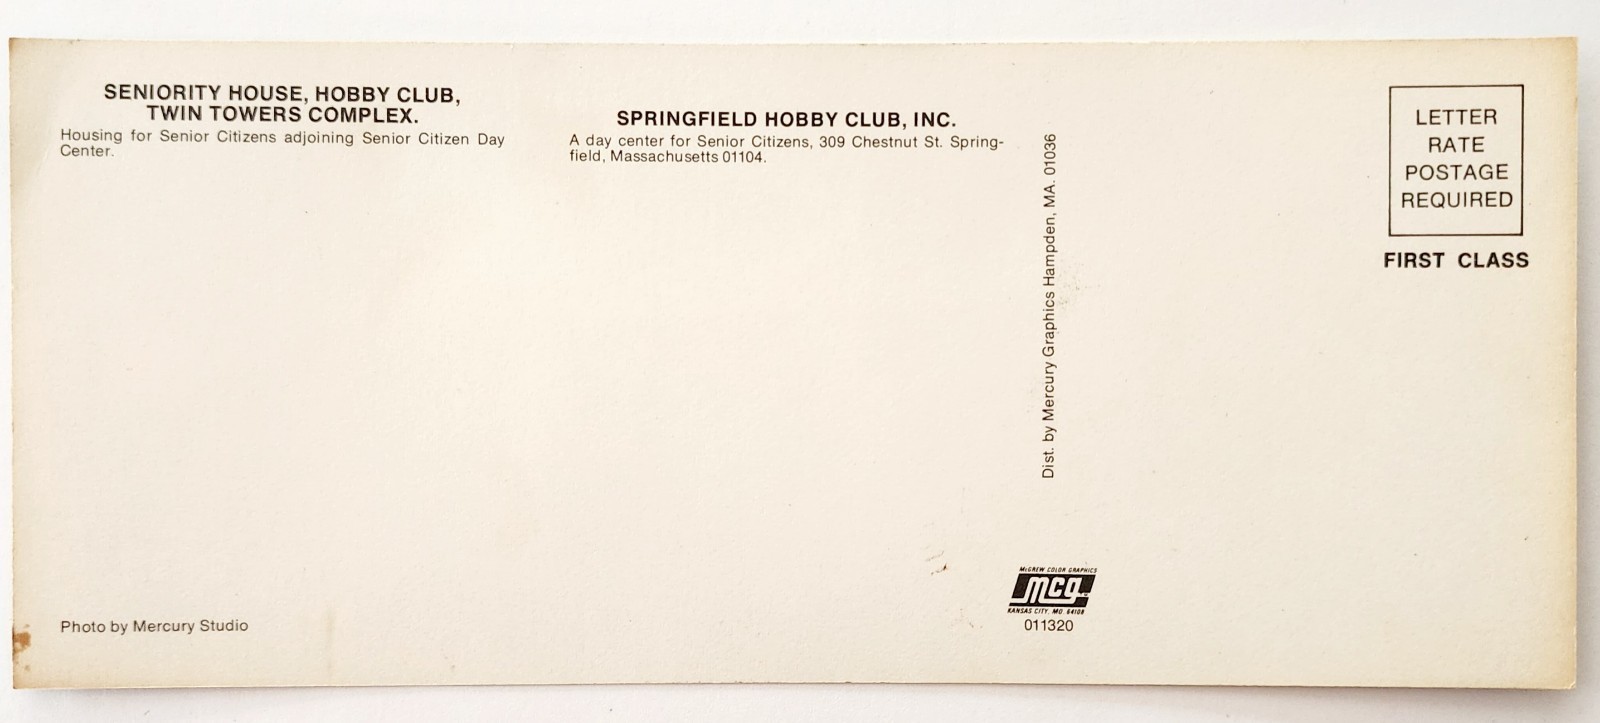 SENIORITY HOUSE, HOBBY CLUB,
TWIN TOWERS COMPLEX.
Housing for Senior Citizens adjoining Senior Citizen Day
Center.
SPRINGFIELD HOBBY CLUB, INC.
A day center for Senior Citizens, 309 Chestnut St. Spring-
field, Massachusetts 01104.
Dist. by Mercury Graphics Hampden, MA. 01036
LETTER
RATE
POSTAGE
REQUIRED
FIRST CLASS
Photo by Mercury Studio
McGREW COLOR GRAPHICS
mcg
KANSAS CITY, MO 64108
011320